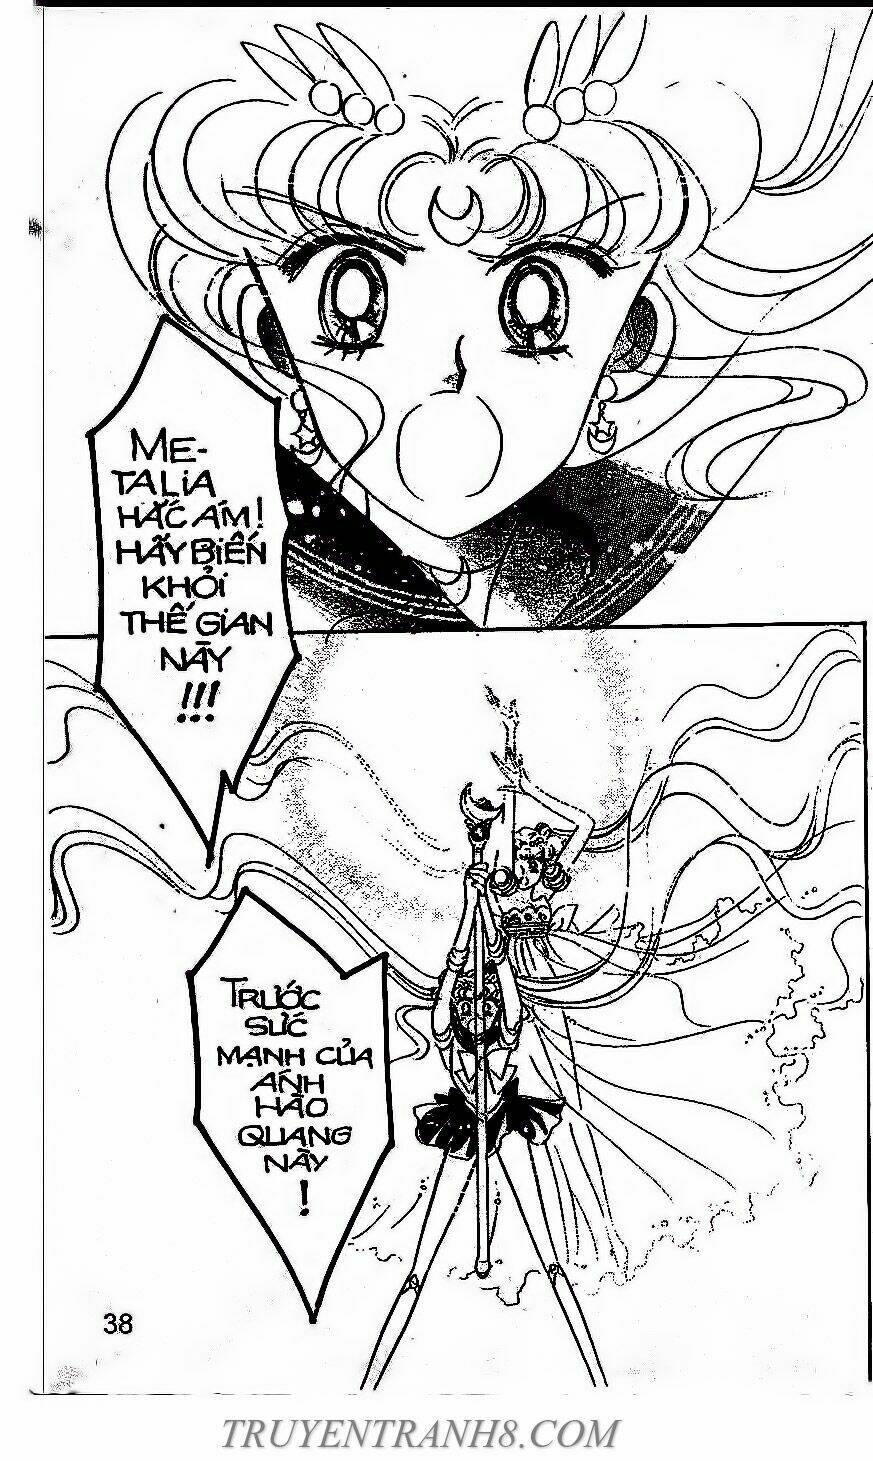 ME-
TALIA
HẮC ÁM!
HÃY BIẾN
KHỎI
THẾ GIAN
NÀY
!!!
TRƯỚC
SỨC
MẠNH CỦA
ÁNH
HÀO
QUANG
NÀY
!
38
TRUYENTRANH8.COM